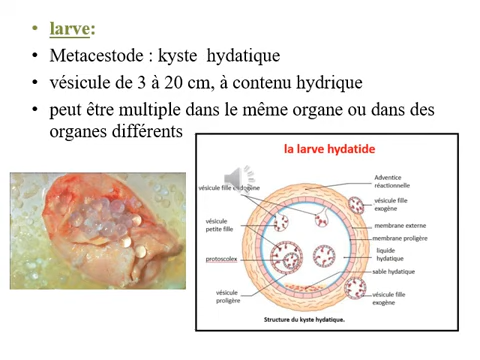 larve:
Metacestode : kyste hydatique
vésicule de 3 à 20 cm, à contenu hydrique
peut être multiple dans le même organe ou dans des
organes différents
la larve hydatide
vésicule fille endogène
vésicule
petite fille
protoscolex
vésicule
proligère
Adventice
réactionnelle
vésicule fille
exogène
membrane externe
membrane proligère
liquide
hydatique
sable hydatique
vésicule fille
exogène
Structure du kyste hydatique.